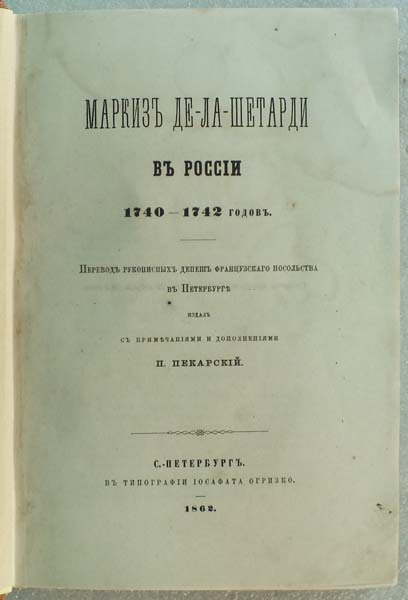 МАРКИЗЪ ДЕ-ЛА-ШЕТАРДИ
ВЪ РОССІИ
1740—1742 ГОДОВЪ.
ПЕРЕВОДЪ РУКОПИСНЫХЪ ДЕПЕШЪ ФРАНЦУЗСКАГО ПОСОЛЬСТВА
ВЪ ПЕТЕРБУРГѢ
ИЗДАЛЪ
СЪ ПРИМѢЧАНІЯМИ И ДОПОЛНЕНІЯМИ
П. ПЕКАРСКІЙ.
С.-ПЕТЕРБУРГЪ.
ВЪ ТИПОГРАФІИ ІОСАФАТА ОГРИЗКО.
1862.